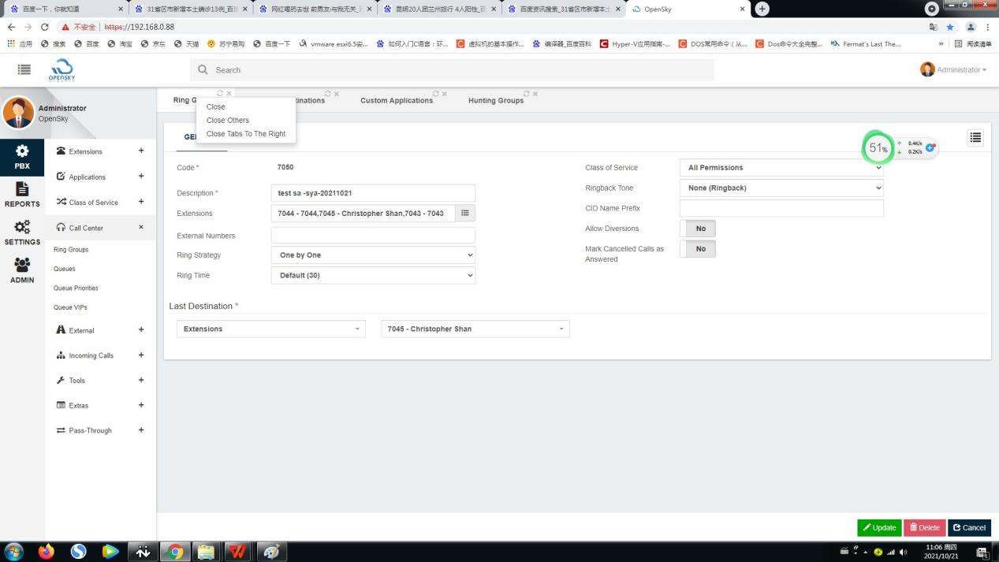 百度一下，你就知道
31省区市新增本土确诊13例_百度
网红嘬药去世 前男友:与我无关_
昆明20人团兰州旅行 4人阳性_百
百度资讯搜索_31省区市新增本土
OpenSky
不安全 https://192.168.0.88
应用
搜索
百度
淘宝
京东
天猫
苏宁易购
百度一下
vmware esxi6.5安...
如何入门C语言：环...
虚拟机的基本操作...
编译器_百度百科
Hyper-V应用指南-...
DOS常用命令（从...
Dos命令大全完整...
Fermat's Last The...
»
阅读清单
OPENSKY
Search
Administrator
Administrator
OpenSky
Ring G
tinations
Custom Applications
Hunting Groups
Close
Close Others
Close Tabs To The Right
GE
51%
0.4K/s
0.2K/s
PBX
REPORTS
SETTINGS
ADMIN
Extensions +
Applications +
Class of Service +
Call Center ×
Ring Groups
Queues
Queue Priorities
Queue VIPs
External +
Incoming Calls +
Tools +
Extras +
Pass-Through +
Code * 7050
Description * test sa -sya-20211021
Extensions 7044 - 7044,7045 - Christopher Shan,7043 - 7043
External Numbers
Ring Strategy One by One
Ring Time Default (30)
Class of Service All Permissions
Ringback Tone None (Ringback)
CID Name Prefix
Allow Diversions No
Mark Cancelled Calls as
Answered No
Last Destination *
Extensions 7045 - Christopher Shan
Update Delete Cancel
11:06 周四
2021/10/21